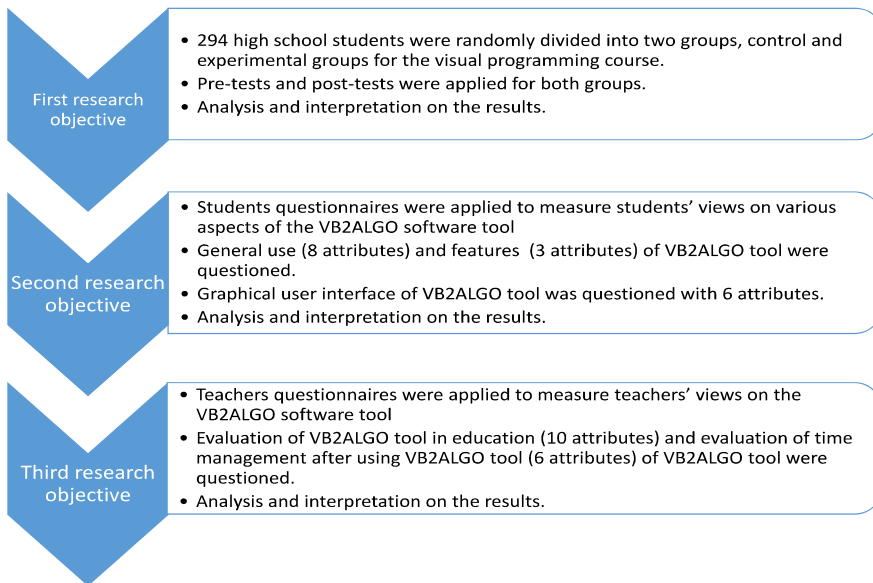 First research
objective
• 294 high school students were randomly divided into two groups, control and
experimental groups for the visual programming course.
• Pre-tests and post-tests were applied for both groups.
• Analysis and interpretation on the results.
Second research
objective
• Students questionnaires were applied to measure students' views on various
aspects of the VB2ALGO software tool
• General use (8 attributes) and features (3 attributes) of VB2ALGO tool were
questioned.
• Graphical user interface of VB2ALGO tool was questioned with 6 attributes.
• Analysis and interpretation on the results.
Third research
objective
• Teachers questionnaires were applied to measure teachers' views on the
VB2ALGO software tool
• Evaluation of VB2ALGO tool in education (10 attributes) and evaluation of time
management after using VB2ALGO tool (6 attributes) of VB2ALGO tool were
questioned.
• Analysis and interpretation on the results.